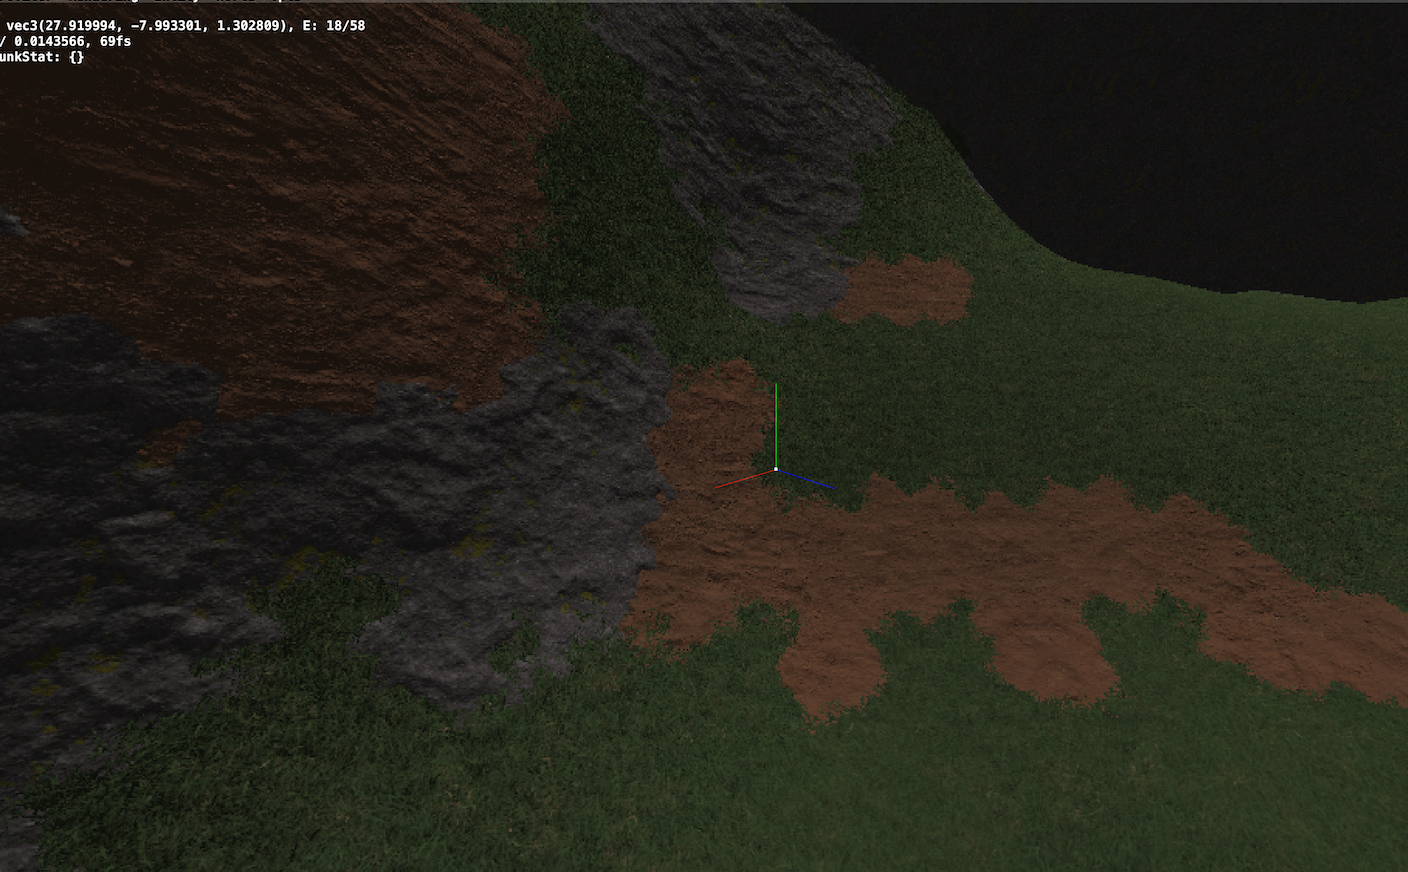 vec3(27.919994, −7.993301, 1.302809), E: 18/58
/ 0.0143566, 69fs
unkStat: {}